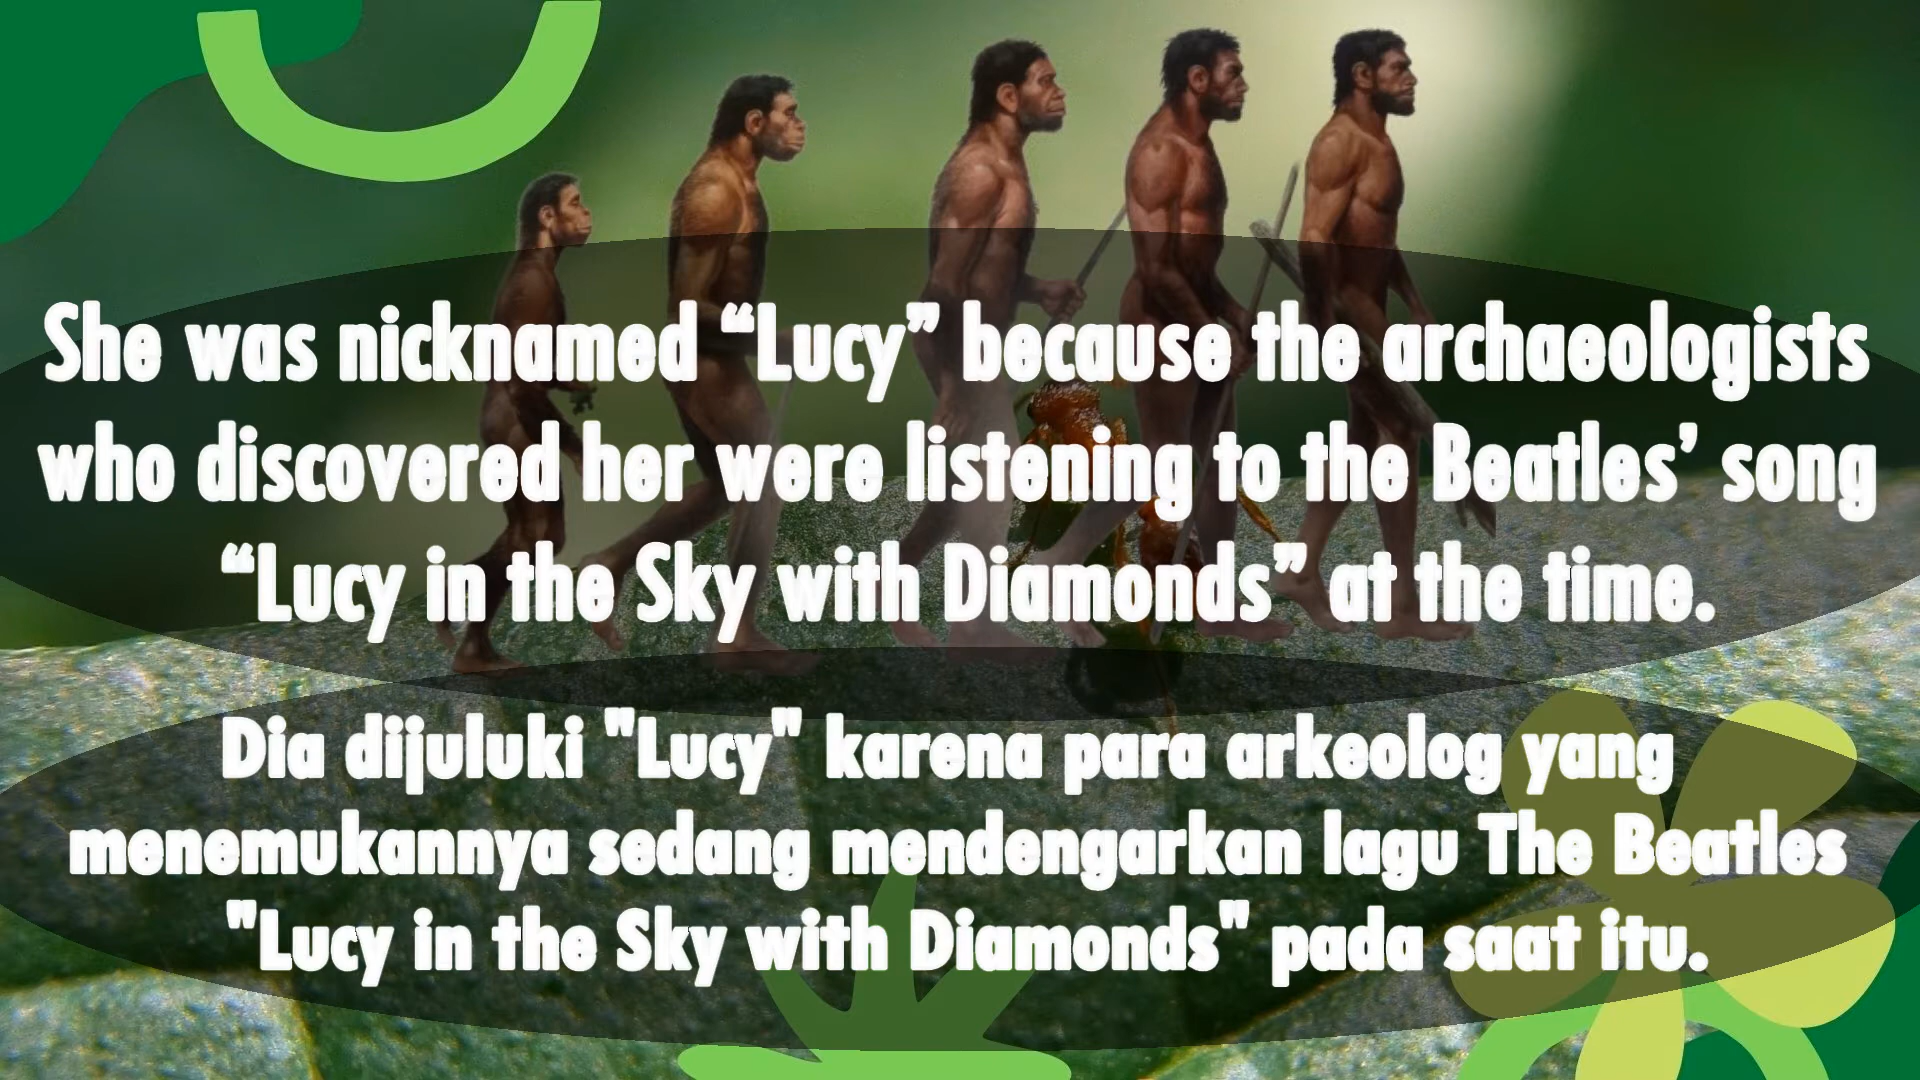 She was nicknamed “Lucy” because the archaeologists
who discovered her were listening to the Beatles’ song
“Lucy in the Sky with Diamonds” at the time.
Dia dijuluki "Lucy" karena para arkeolog yang
menemukannya sedang mendengarkan lagu The Beatles
"Lucy in the Sky with Diamonds" pada saat itu.